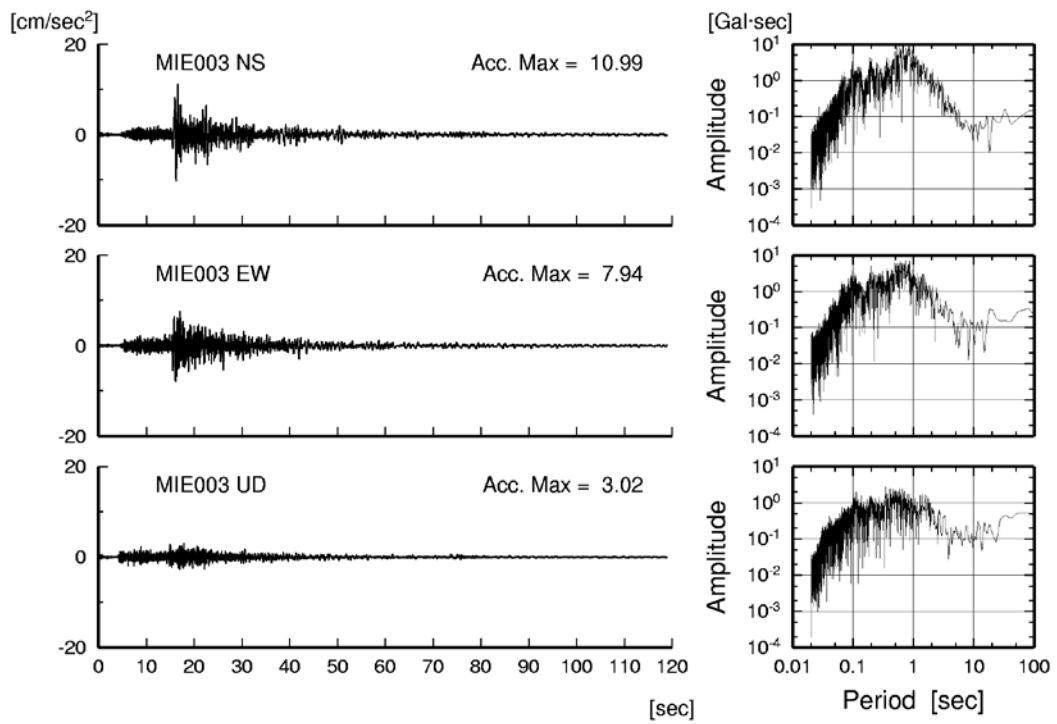 [cm/sec²] [Gal·sec]
20
MIE003 NS Acc. Max = 10.99
0
-20
Amplitude
10¹
10⁰
10⁻¹
10⁻²
10⁻³
10⁻⁴
20
MIE003 EW Acc. Max = 7.94
0
-20
Amplitude
10¹
10⁰
10⁻¹
10⁻²
10⁻³
10⁻⁴
20
MIE003 UD Acc. Max = 3.02
0
-20
0 10 20 30 40 50 60 70 80 90 100 110 120
[sec]
Amplitude
10¹
10⁰
10⁻¹
10⁻²
10⁻³
10⁻⁴
0.01 0.1 1 10 100
Period [sec]